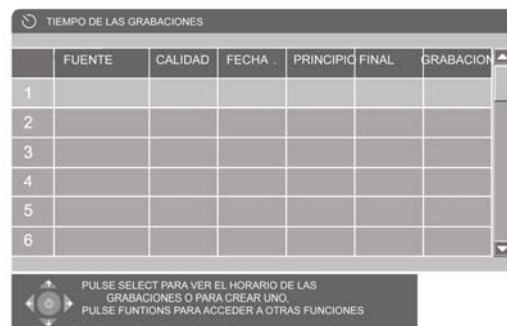 TIEMPO DE LAS GRABACIONES
FUENTE CALIDAD FECHA . PRINCIPIO FINAL GRABACION
1
2
3
4
5
6
PULSE SELECT PARA VER EL HORARIO DE LAS
GRABACIONES O PARA CREAR UNO,
PULSE FUNTIONS PARA ACCEDER A OTRAS FUNCIONES